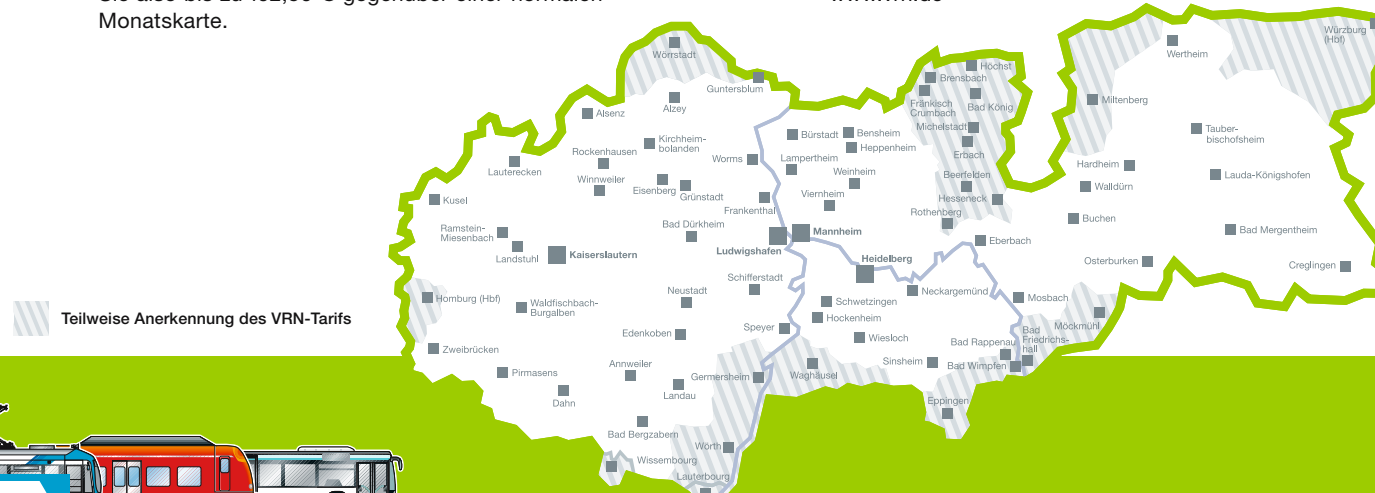 Monatskarte.
Würzburg
(Hbf)
Wörrstadt
Wertheim
Höchst
Brensbach
Guntersblum
Fränkisch
Crumbach
Bad König
Miltenberg
Alzey
Alsenz
Michelstadt
Tauber-
bischofsheim
Bürstadt
Bensheim
Kirchheim-
bolanden
Heppenheim
Erbach
Rockenhausen
Worms
Lampertheim
Hardheim
Lauterecken
Weinheim
Beerfelden
Lauda-Königshofen
Winnweiler
Eisenberg
Grünstadt
Walldürn
Viernheim
Hesseneck
Kusel
Frankenthal
Rothenberg
Buchen
Bad Dürkheim
Ramstein-
Miesenbach
Mannheim
Bad Mergentheim
Eberbach
Landstuhl
Kaiserslautern
Ludwigshafen
Heidelberg
Osterburken
Creglingen
Schifferstadt
Neckargemünd
Homburg (Hbf)
Neustadt
Mosbach
Waldfischbach-
Burgalben
Schwetzingen
Hockenheim
Möckmühl
Teilweise Anerkennung des VRN-Tarifs
Speyer
Bad
Friedrichs-
hall
Edenkoben
Wiesloch
Bad Rappenau
Zweibrücken
Sinsheim
Bad Wimpfen
Annweiler
Pirmasens
Germersheim
Waghäusel
Landau
Dahn
Eppingen
Bad Bergzabern
Wörth
Wissembourg
Lauterbourg